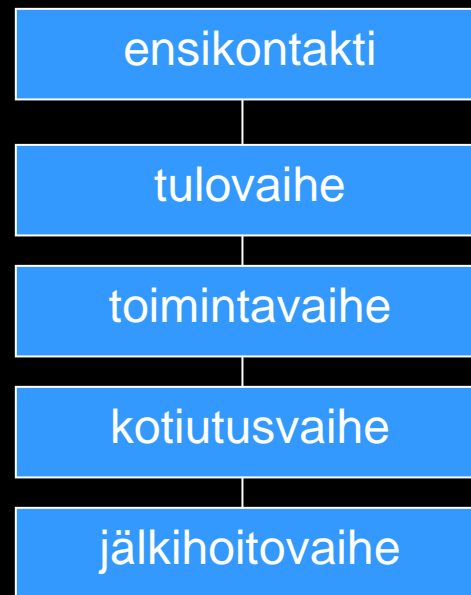 ensikontakti
tulovaihe
toimintavaihe
kotiutusvaihe
jälkihoitovaihe